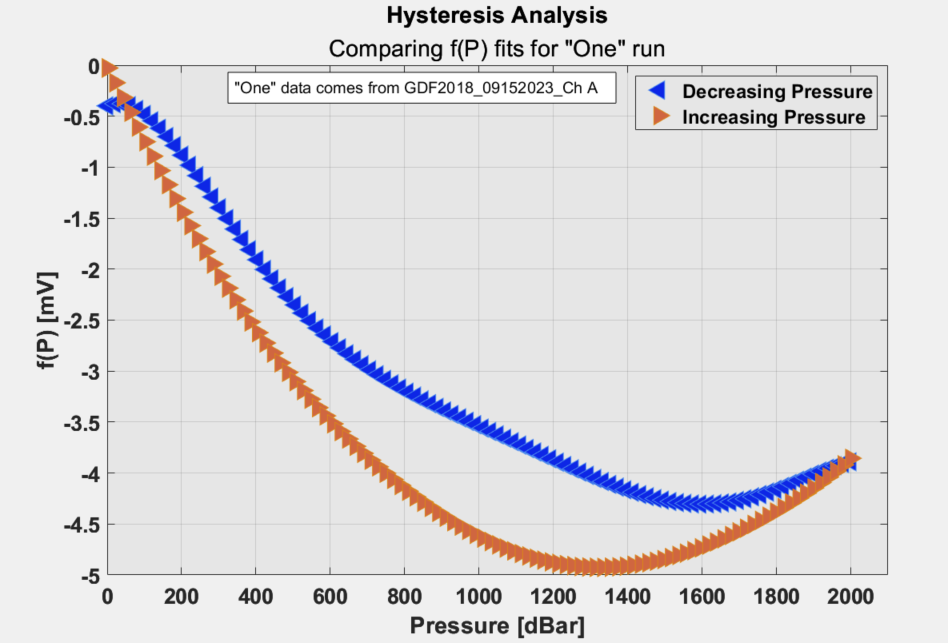 Hysteresis Analysis
Comparing f(P) fits for "One" run
"One" data comes from GDF2018_09152023_Ch A
Decreasing Pressure
Increasing Pressure
f(P) [mV]
0
-0.5
-1
-1.5
-2
-2.5
-3
-3.5
-4
-4.5
-5
0 200 400 600 800 1000 1200 1400 1600 1800 2000
Pressure [dBar]